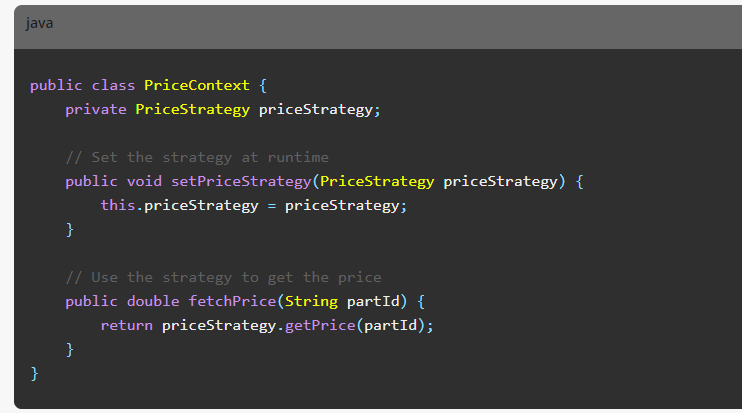 java
public class PriceContext {
    private PriceStrategy priceStrategy;
    // Set the strategy at runtime
    public void setPriceStrategy(PriceStrategy priceStrategy) {
        this.priceStrategy = priceStrategy;
    }
    // Use the strategy to get the price
    public double fetchPrice(String partId) {
        return priceStrategy.getPrice(partId);
    }
}